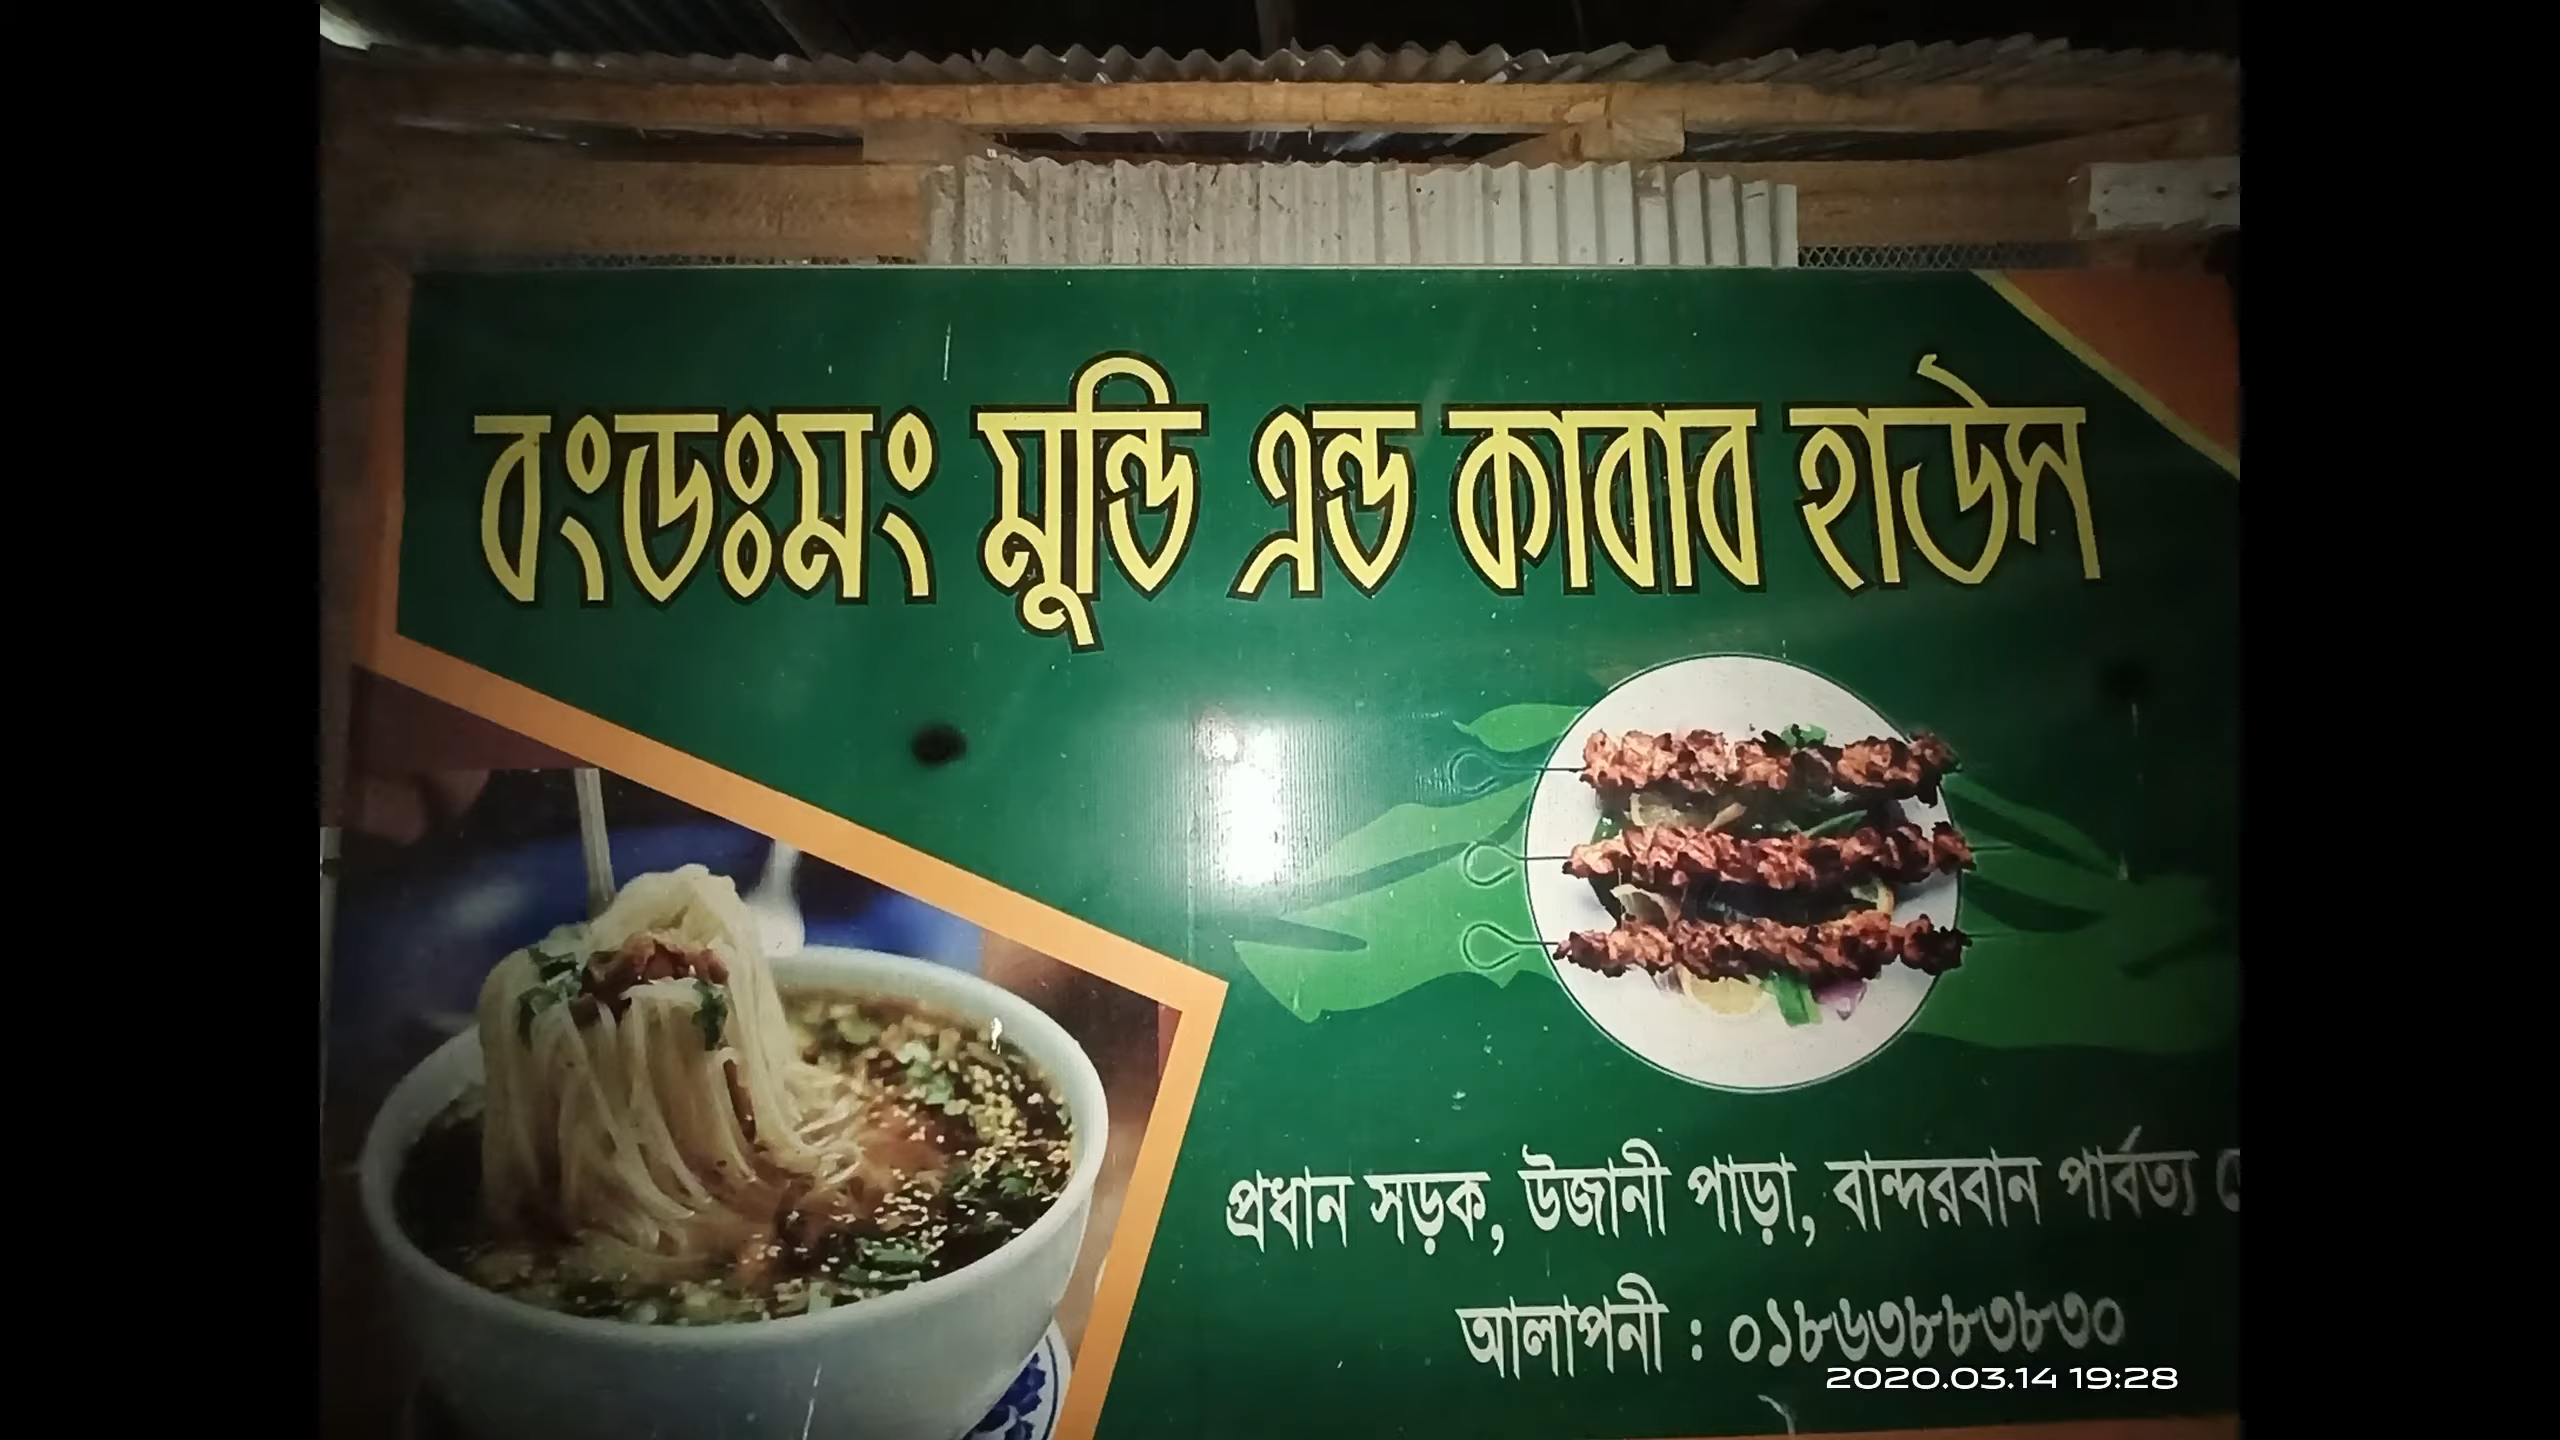 বংডঃমং মুন্ডি এন্ড কাবাব হাউস
প্রধান সড়ক, উজানী পাড়া, বান্দরবান পার্বত্য
আলাপনী : ০১৮৬৩৮৮৩৮৩০
2020.03.14 19:28